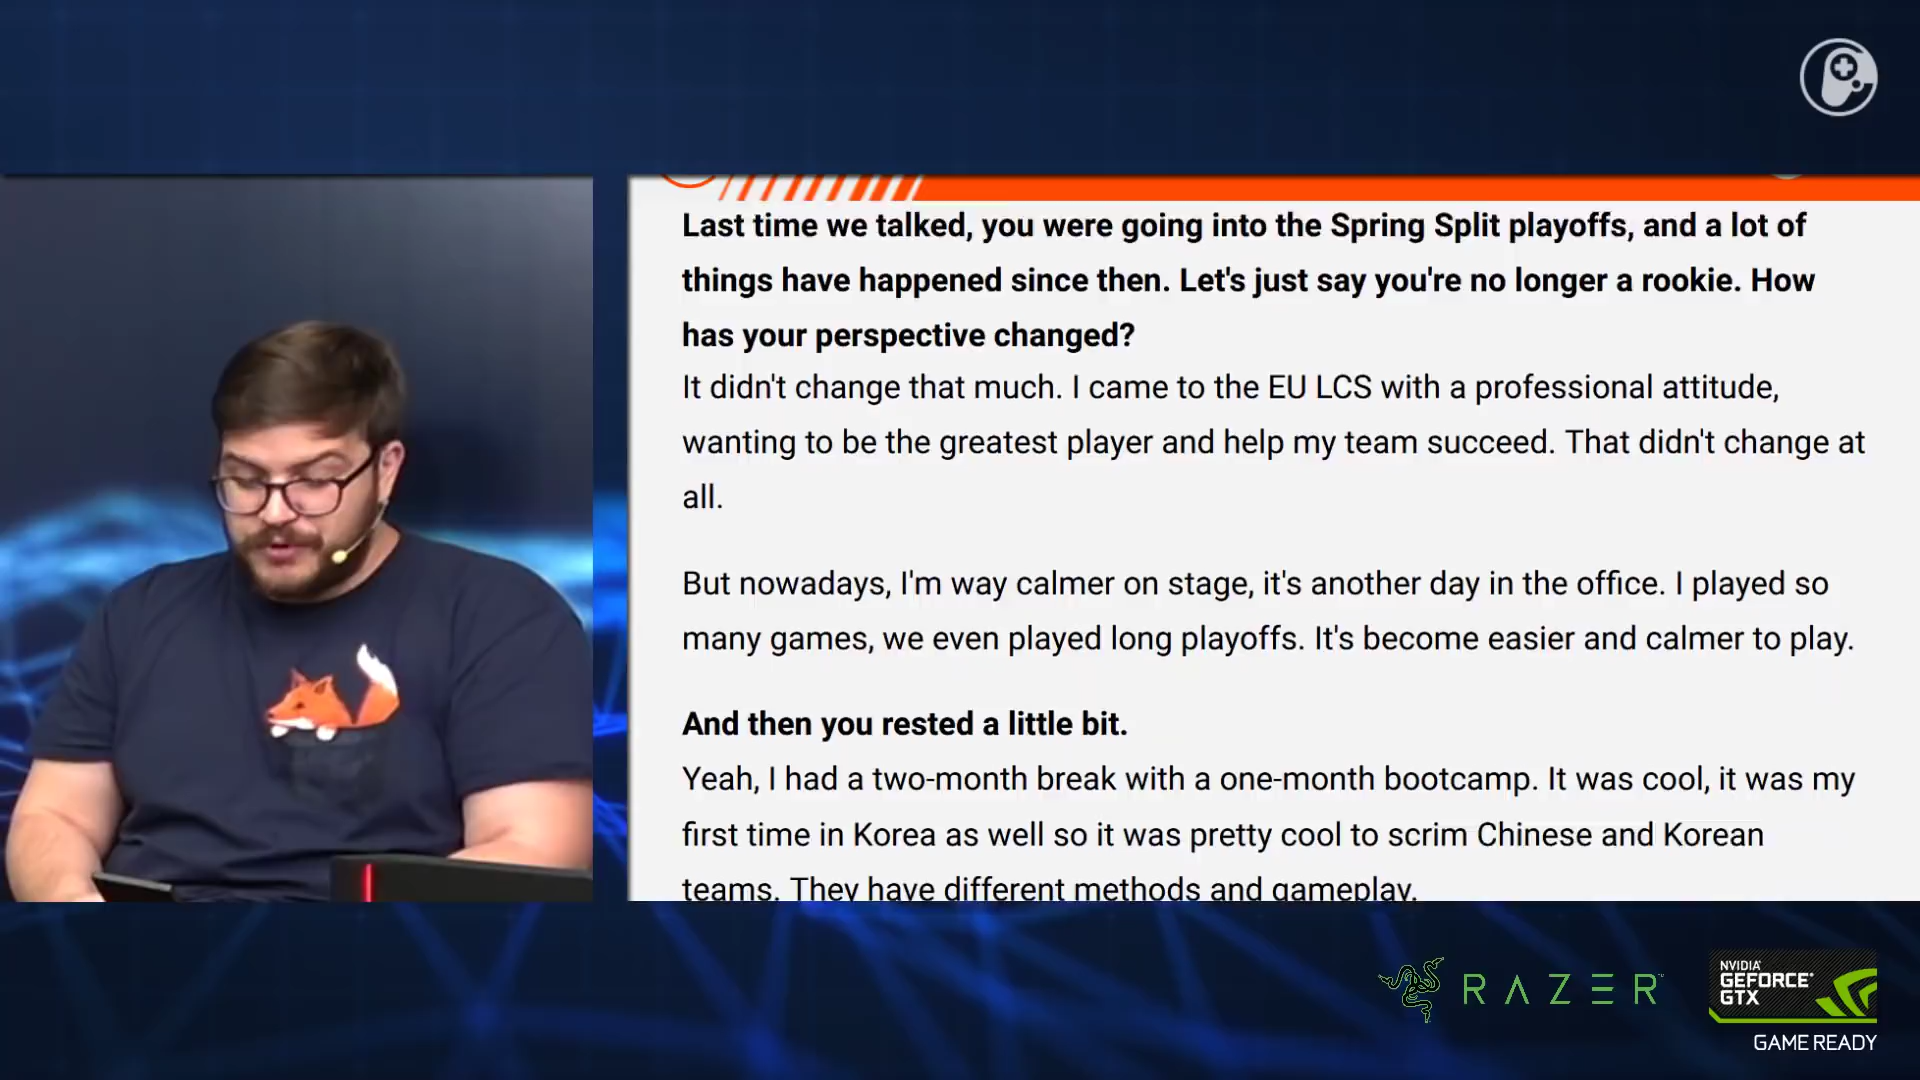 Last time we talked, you were going into the Spring Split playoffs, and a lot of
things have happened since then. Let's just say you're no longer a rookie. How
has your perspective changed?
It didn't change that much. I came to the EU LCS with a professional attitude,
wanting to be the greatest player and help my team succeed. That didn't change at
all.
But nowadays, I'm way calmer on stage, it's another day in the office. I played so
many games, we even played long playoffs. It's become easier and calmer to play.
And then you rested a little bit.
Yeah, I had a two-month break with a one-month bootcamp. It was cool, it was my
first time in Korea as well so it was pretty cool to scrim Chinese and Korean
teams. They have different methods and gameplay.
RAZER™
NVIDIA®
GEFORCE®
GTX
GAME READY